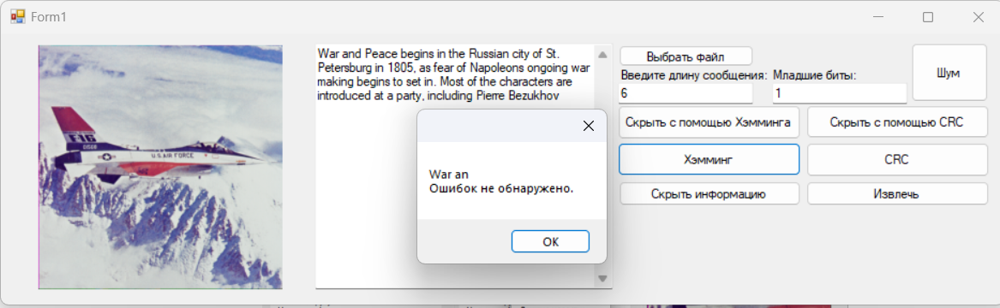 Form1
War and Peace begins in the Russian city of St.
Petersburg in 1805, as fear of Napoleons ongoing war
making begins to set in. Most of the characters are
introduced at a party, including Pierre Bezukhov
F16
U.S. AIR FORCE
War an
Ошибок не обнаружено.
OK
Выбрать файл
Введите длину сообщения:
Младшие биты:
6
1
Шум
Скрыть с помощью Хэмминга
Скрыть с помощью CRC
Хэмминг
CRC
Скрыть информацию
Извлечь